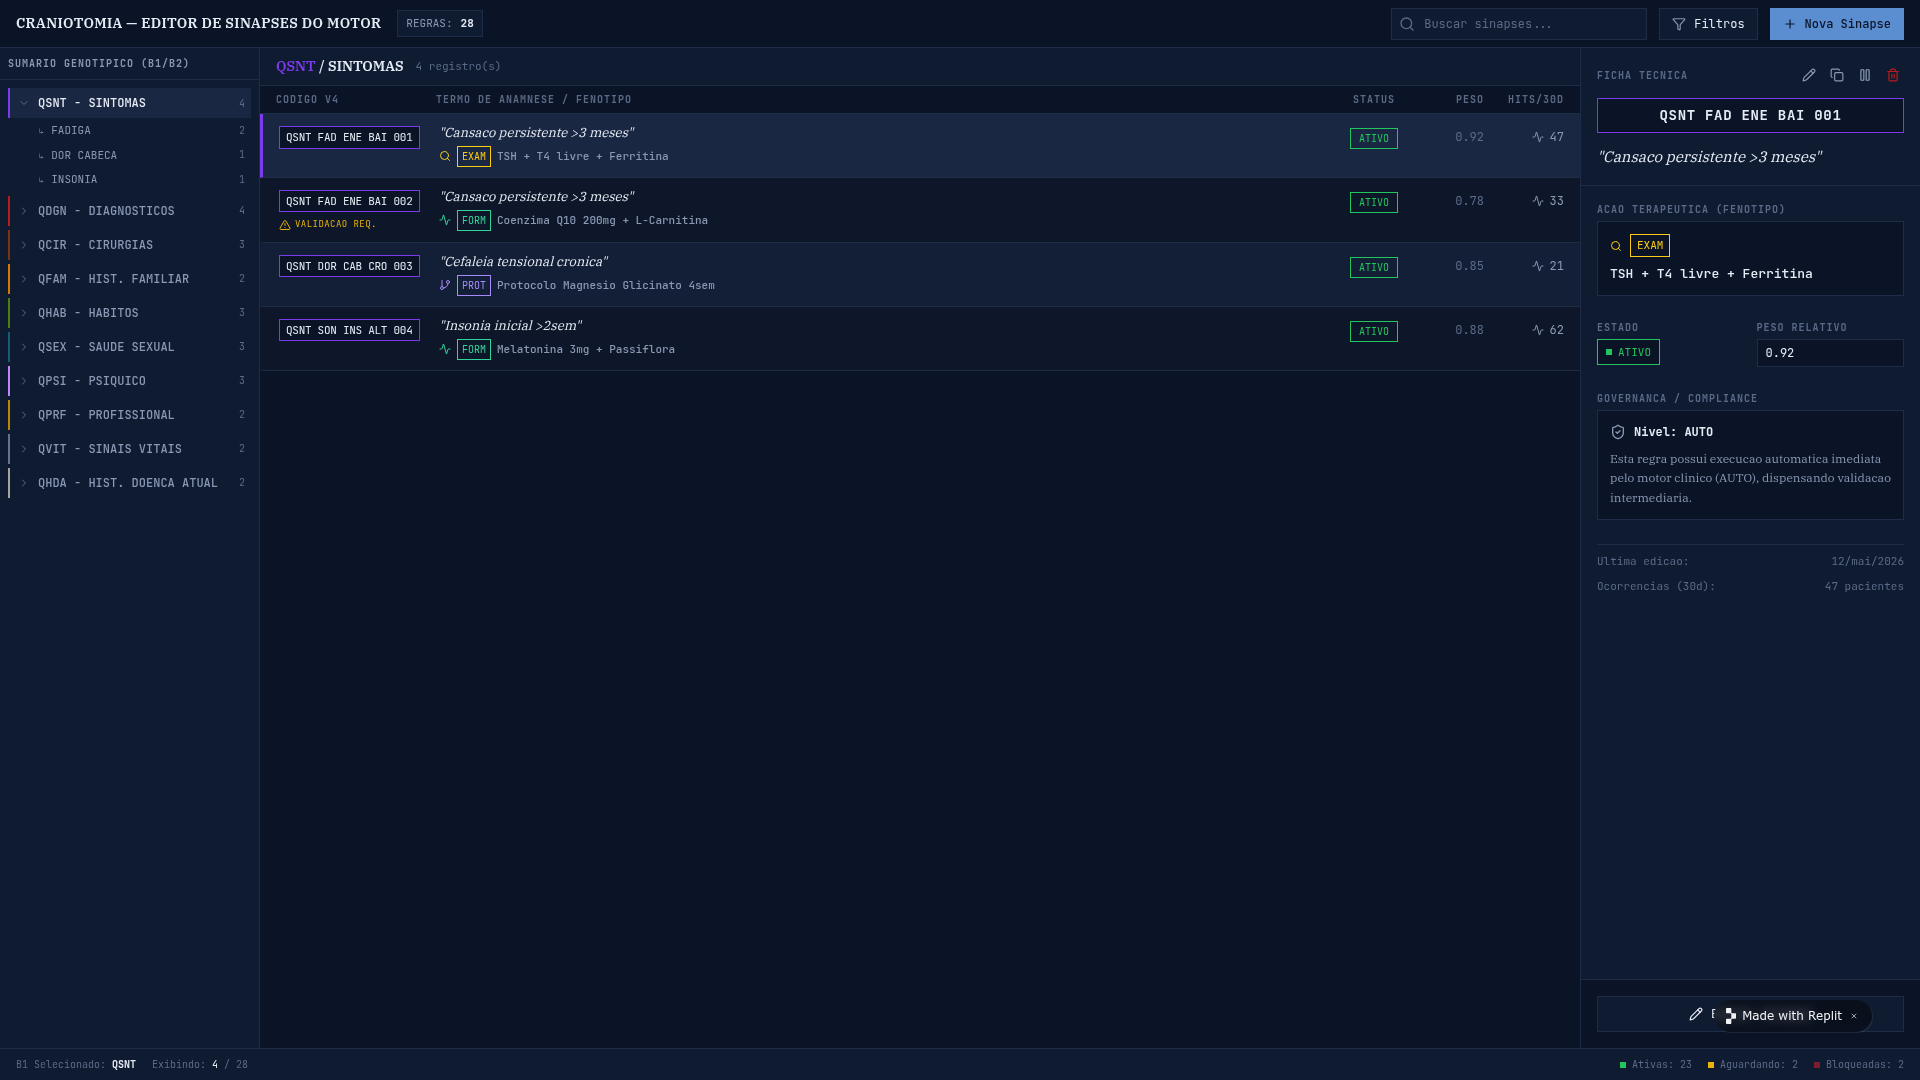 CRANIOTOMIA — EDITOR DE SINAPSES DO MOTOR
REGRAS: 28
Buscar sinapses...
Filtros
Nova Sinapse
SUMARIO GENOTIPICO (B1/B2)
QSNT - SINTOMAS 4
↳ FADIGA 2
↳ DOR CABECA 1
↳ INSONIA 1
QDGN - DIAGNOSTICOS 4
QCIR - CIRURGIAS 3
QFAM - HIST. FAMILIAR 2
QHAB - HABITOS 3
QSEX - SAUDE SEXUAL 3
QPSI - PSIQUICO 3
QPRF - PROFISSIONAL 2
QVIT - SINAIS VITAIS 2
QHDA - HIST. DOENCA ATUAL 2
QSNT / SINTOMAS 4 registro(s)
CODIGO V4 TERMO DE ANAMNESE / FENOTIPO STATUS PESO HITS/30D
QSNT FAD ENE BAI 001 "Cansaco persistente >3 meses" ATIVO 0.92 47
EXAM TSH + T4 livre + Ferritina
QSNT FAD ENE BAI 002 "Cansaco persistente >3 meses" ATIVO 0.78 33
VALIDACAO REQ. FORM Coenzima Q10 200mg + L-Carnitina
QSNT DOR CAB CRO 003 "Cefaleia tensional cronica" ATIVO 0.85 21
PROT Protocolo Magnesio Glicinato 4sem
QSNT SON INS ALT 004 "Insonia inicial >2sem" ATIVO 0.88 62
FORM Melatonina 3mg + Passiflora
FICHA TECNICA
QSNT FAD ENE BAI 001
"Cansaco persistente >3 meses"
ACAO TERAPEUTICA (FENOTIPO)
EXAM
TSH + T4 livre + Ferritina
ESTADO PESO RELATIVO
ATIVO 0.92
GOVERNANCA / COMPLIANCE
Nivel: AUTO
Esta regra possui execucao automatica imediata
pelo motor clinico (AUTO), dispensando validacao
intermediaria.
Ultima edicao: 12/mai/2026
Ocorrencias (30d): 47 pacientes
Made with Replit ×
B1 Selecionado: QSNT Exibindo: 4 / 28
Ativas: 23 Aguardando: 2 Bloqueadas: 2